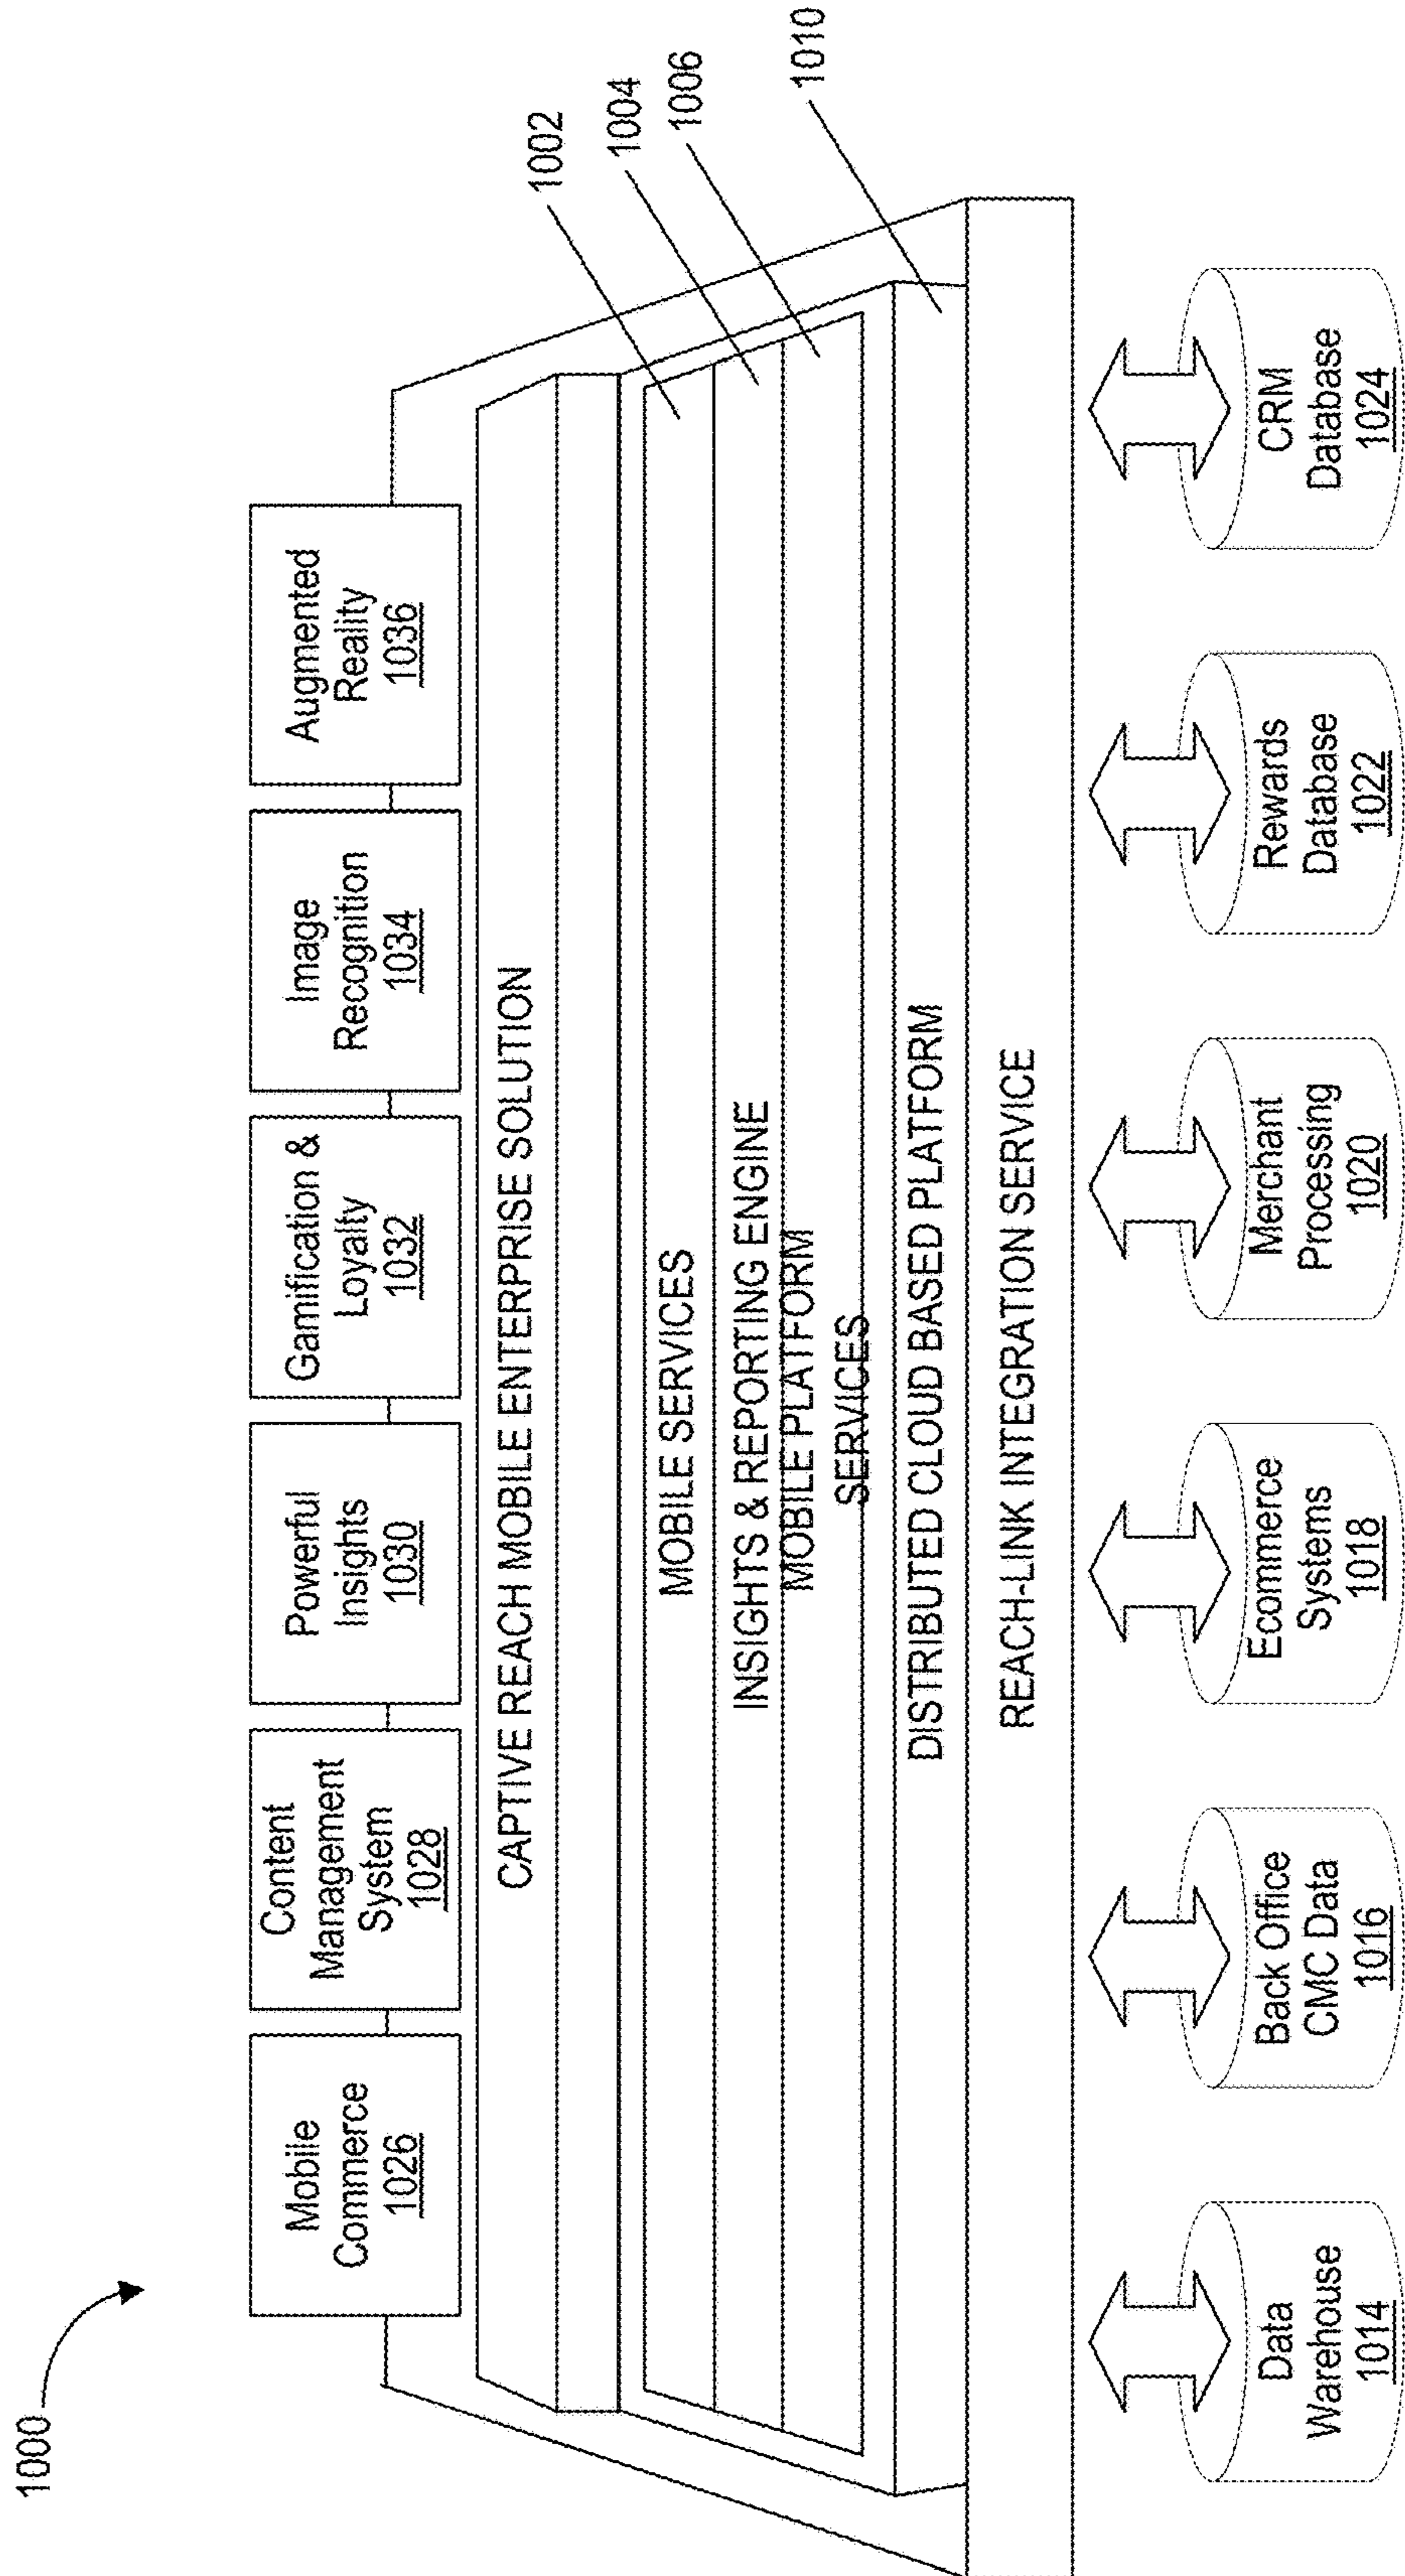 1000
Mobile
Commerce
1026
Content
Management
System
1028
Powerful
Insights
1030
Gamification &
Loyalty
1032
Image
Recognition
1034
Augmented
Reality
1036
CAPTIVE REACH MOBILE ENTERPRISE SOLUTION
1002
MOBILE SERVICES
1004
INSIGHTS & REPORTING ENGINE
1006
MOBILE PLATFORM
SERVICES
1010
DISTRIBUTED CLOUD BASED PLATFORM
REACH-LINK INTEGRATION SERVICE
Data
Warehouse
1014
Back Office
CMC Data
1016
Ecommerce
Systems
1018
Merchant
Processing
1020
Rewards
Database
1022
CRM
Database
1024